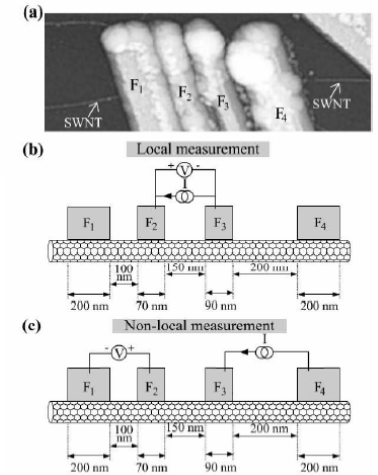 (a)
F1 F2 F3 F4
SWNT SWNT
(b)
Local measurement
+ V -
I
F1 F2 F3 F4
100 nm 150 nm 200 nm
200 nm 70 nm 90 nm 200 nm
(c)
Non-local measurement
- V + I
F1 F2 F3 F4
100 nm 150 nm 200 nm
200 nm 70 nm 90 nm 200 nm